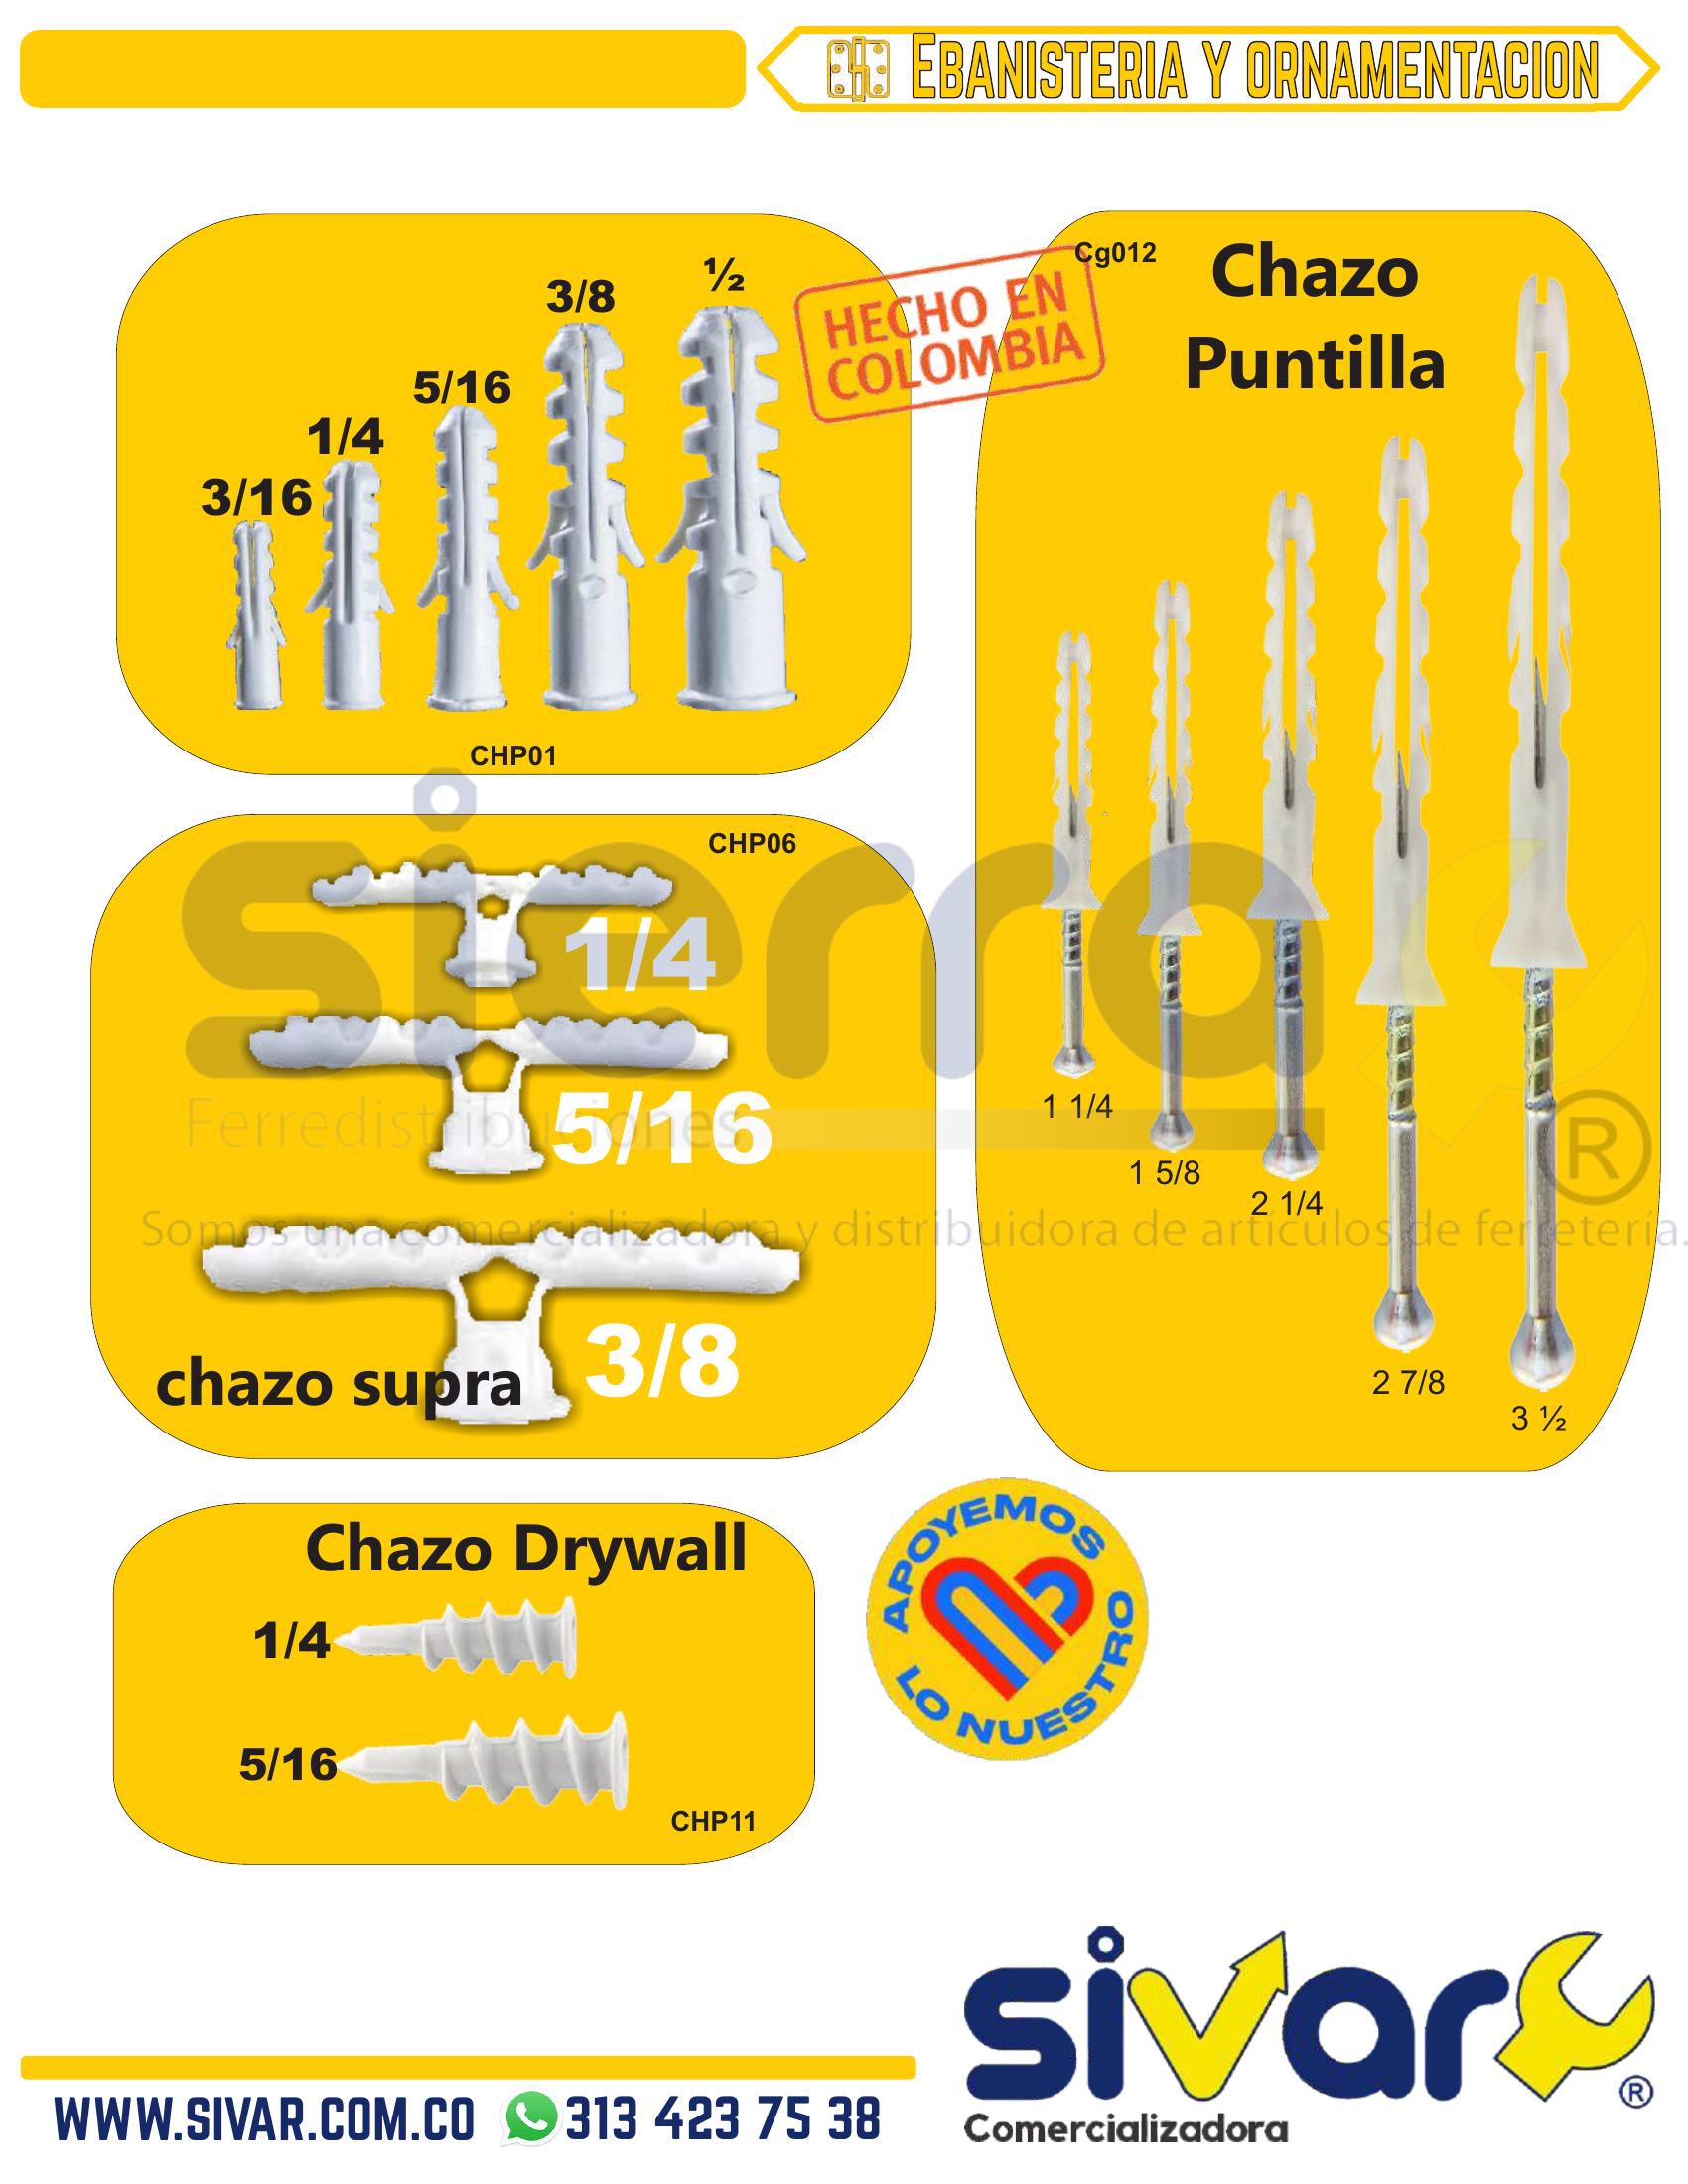 EBANISTERIA Y ORNAMENTACION
3/16
1/4
5/16
3/8
½
CHP01
HECHO EN
COLOMBIA
Cg012
Chazo
Puntilla
1 1/4
1 5/8
2 1/4
2 7/8
3 ½
CHP06
1/4
5/16
3/8
chazo supra
sierra
Ferredistribuciones
®
Somos una comercializadora y distribuidora de artículos de ferretería.
Chazo Drywall
1/4
5/16
CHP11
APOYEMOS
LO NUESTRO
sivar
®
Comercializadora
WWW.SIVAR.COM.CO 313 423 75 38